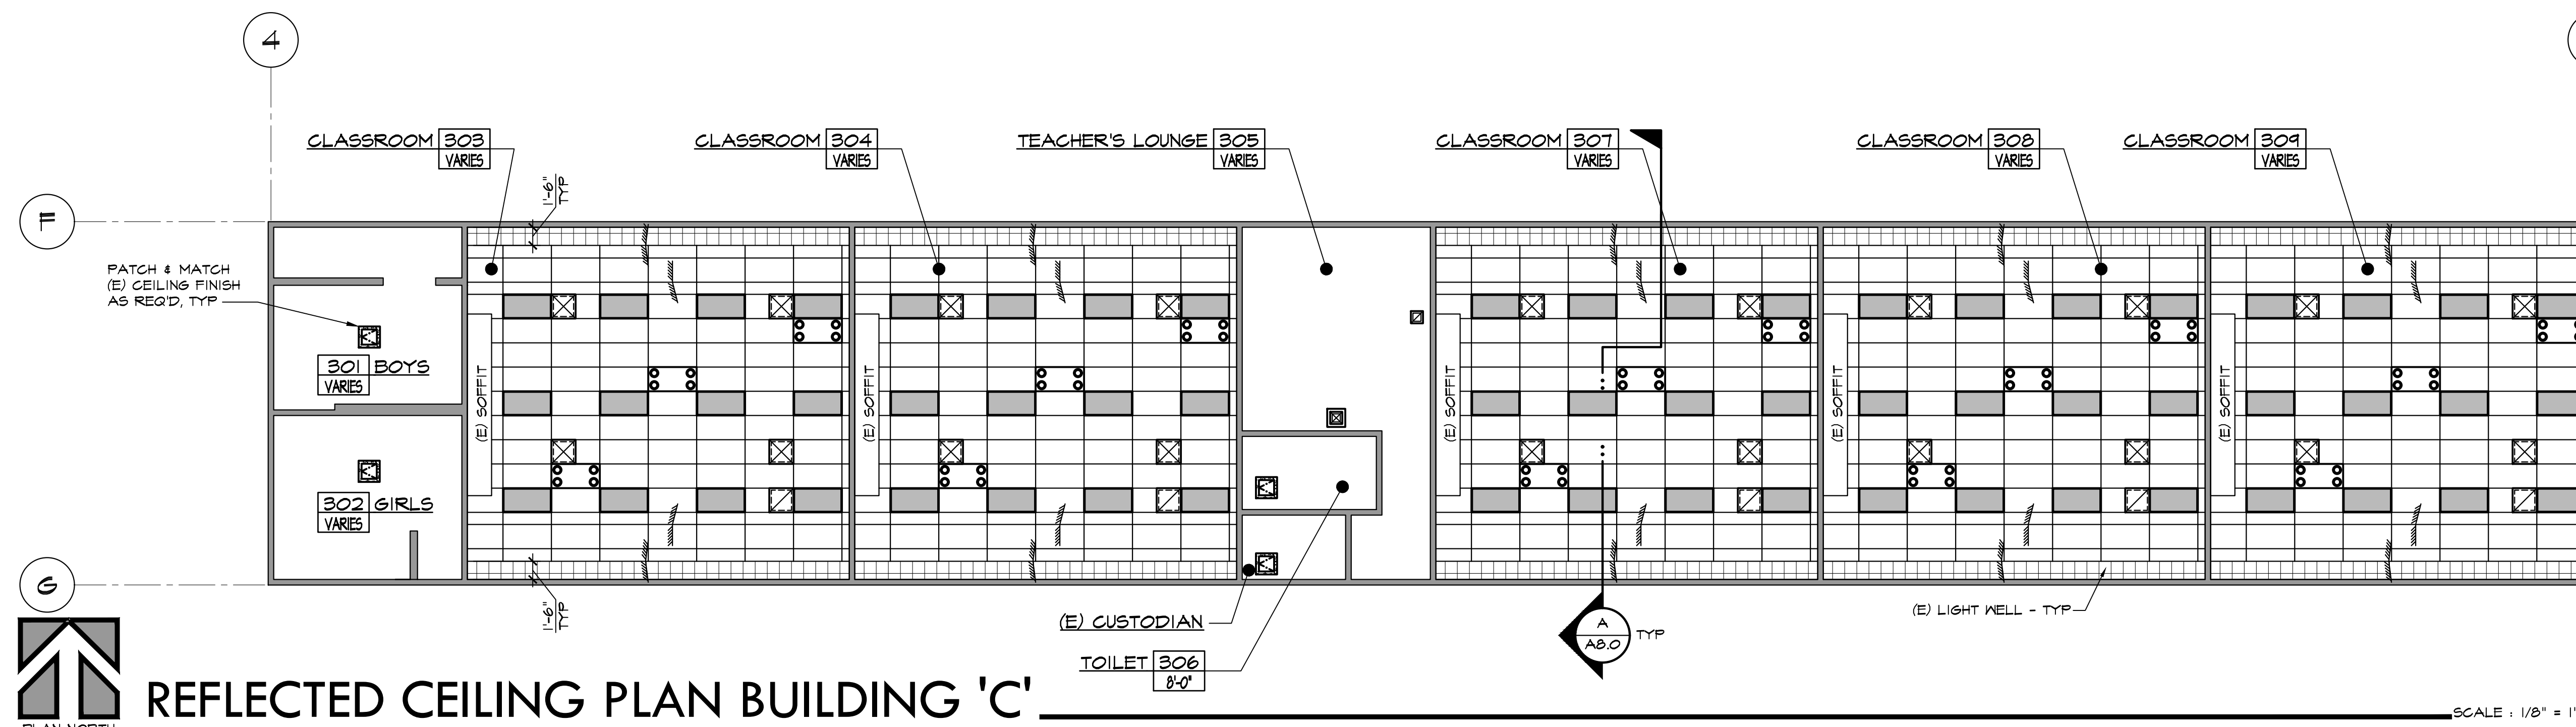 4
CLASSROOM 303
VARIES
CLASSROOM 304
VARIES
TEACHER'S LOUNGE 305
VARIES
CLASSROOM 307
VARIES
CLASSROOM 308
VARIES
CLASSROOM 309
VARIES
1'-6"
TYP
F
PATCH & MATCH
(E) CEILING FINISH
AS REQ'D, TYP
301 BOYS
VARIES
302 GIRLS
VARIES
(E) SOFFIT
(E) SOFFIT
(E) SOFFIT
(E) SOFFIT
(E) SOFFIT
G
1'-6"
TYP
(E) CUSTODIAN
TOILET 306
8'-0"
A
A8.0
TYP
(E) LIGHT WELL - TYP
REFLECTED CEILING PLAN BUILDING 'C'
PLAN NORTH
SCALE : 1/8" = 1'